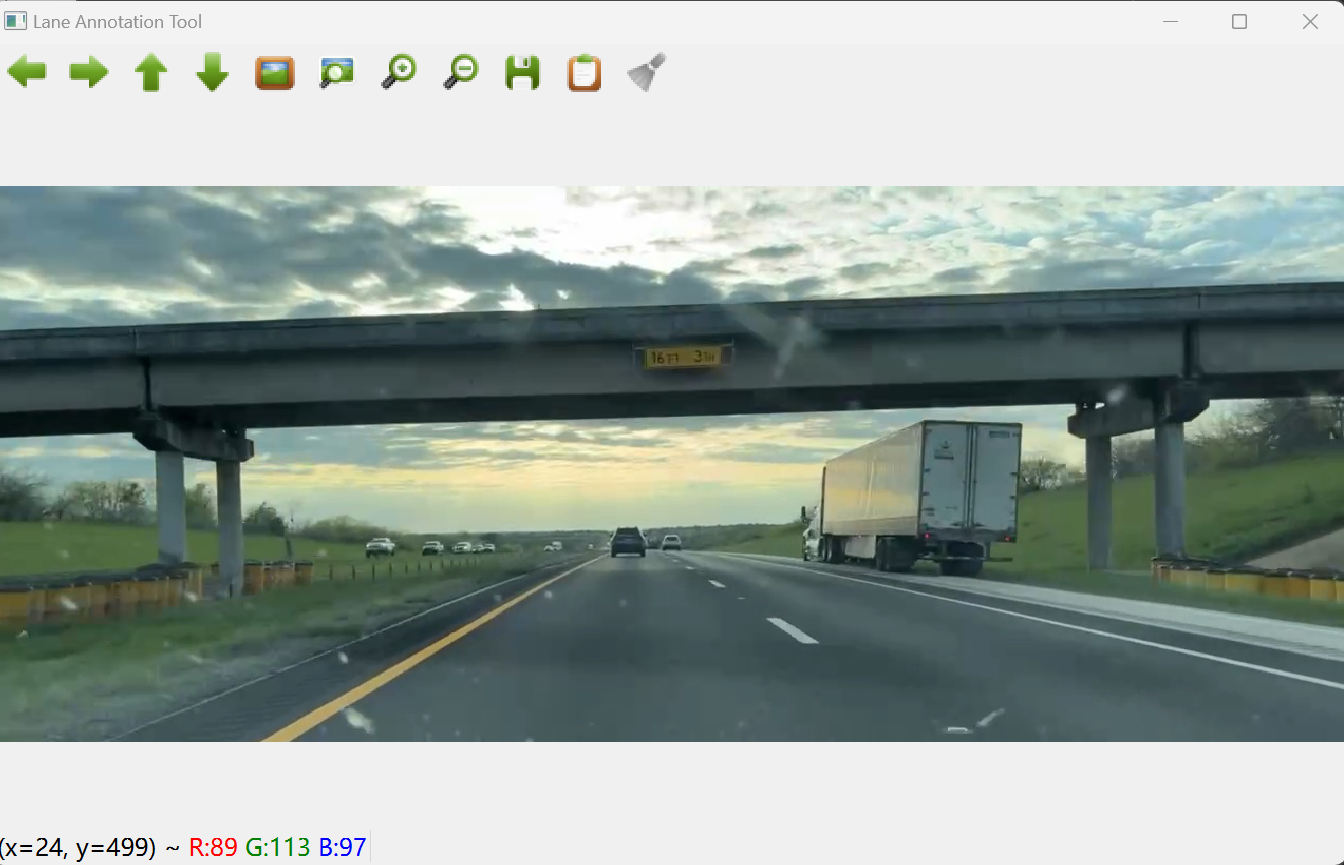 Lane Annotation Tool
16FT 3IN
(x=24, y=499) ~ R:89 G:113 B:97